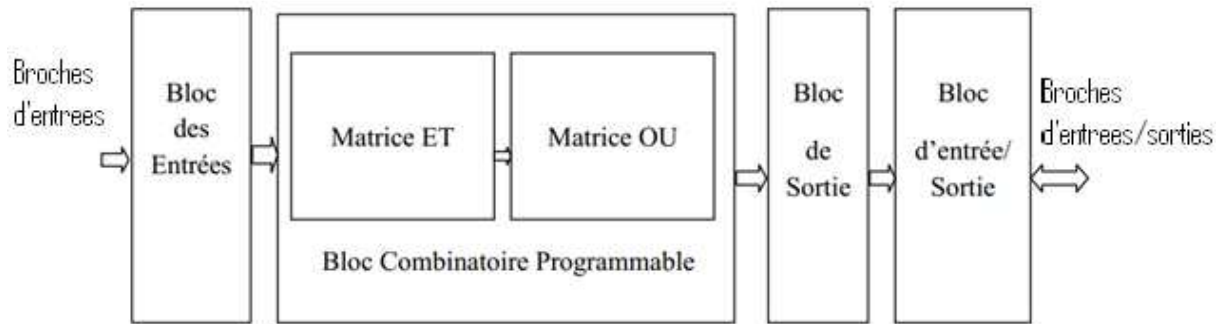 Broches
d'entrees
Bloc
des
Entrées
Matrice ET
Matrice OU
Bloc Combinatoire Programmable
Bloc
de
Sortie
Bloc
d'entrée/
Sortie
Broches
d'entrees/sorties